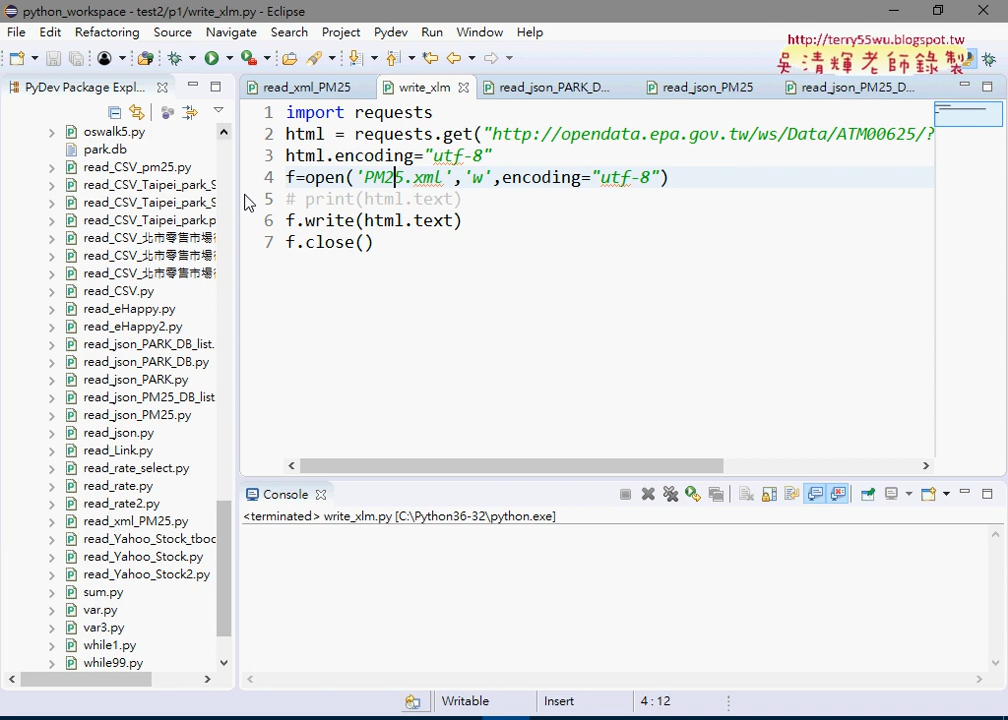 python_workspace - test2/p1/write_xlm.py - Eclipse
File Edit Refactoring Source Navigate Search Project Pydev Run Window Help
http://terry55wu.blogspot.tw
吳清輝老師錄製
PyDev Package Expl...
read_xml_PM25
write_xlm
read_json_PARK_D...
read_json_PM25
read_json_PM25_D...
oswalk5.py
park.db
read_CSV_pm25.py
read_CSV_Taipei_park_S
read_CSV_Taipei_park_S
read_CSV_Taipei_park.p
read_CSV_北市零售市場行
read_CSV_北市零售市場行
read_CSV_北市零售市場行
read_CSV.py
read_eHappy.py
read_eHappy2.py
read_json_PARK_DB_list.
read_json_PARK_DB.py
read_json_PARK.py
read_json_PM25_DB_list
read_json_PM25.py
read_json.py
read_Link.py
read_rate_select.py
read_rate.py
read_rate2.py
read_xml_PM25.py
read_Yahoo_Stock_tboc
read_Yahoo_Stock.py
read_Yahoo_Stock2.py
sum.py
var.py
var3.py
while1.py
while99.py
1 import requests
2 html = requests.get("http://opendata.epa.gov.tw/ws/Data/ATM00625/?
3 html.encoding="utf-8"
4 f=open('PM25.xml','w',encoding="utf-8")
5 # print(html.text)
6 f.write(html.text)
7 f.close()
Console
<terminated> write_xlm.py [C:\Python36-32\python.exe]
Writable Insert 4 : 12